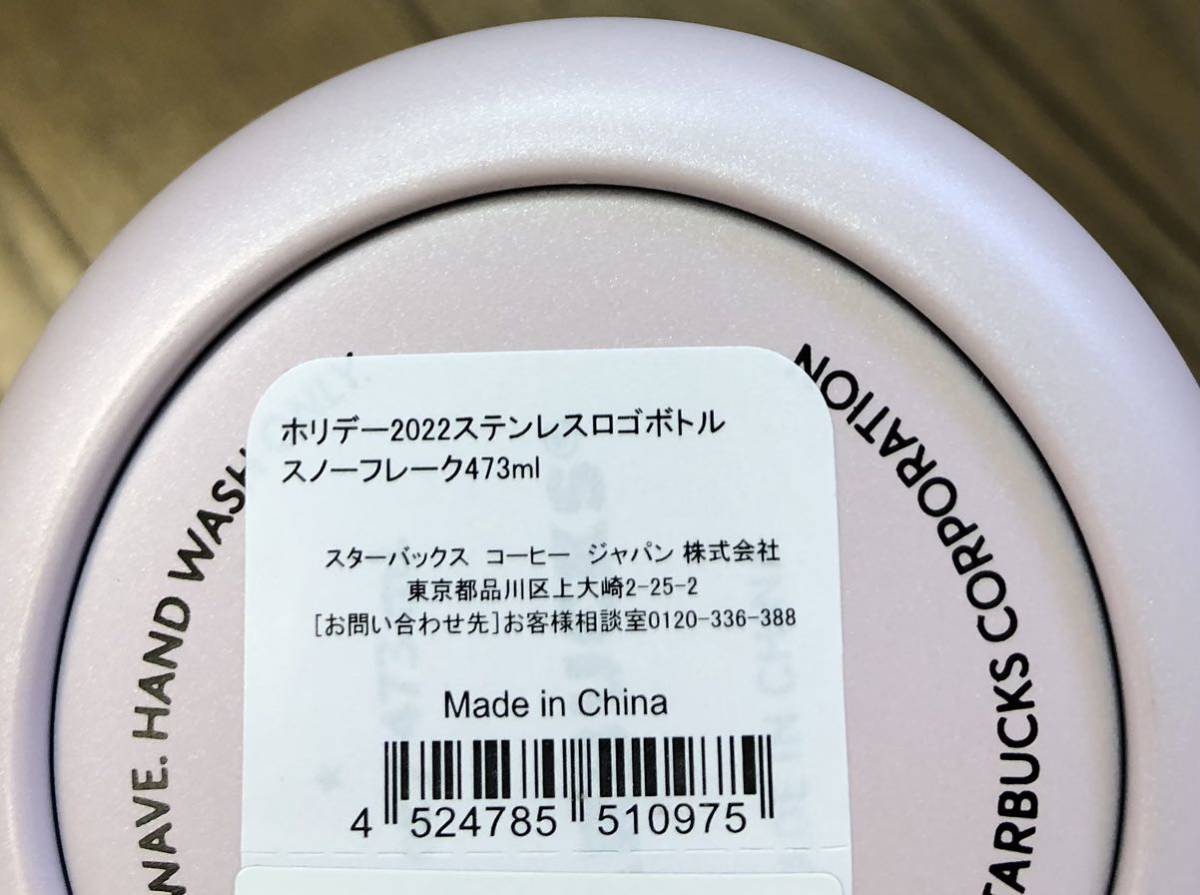 ホリデー2022ステンレスロゴボトル
スノーフレーク473ml
スターバックス コーヒー ジャパン 株式会社
東京都品川区上大崎2-25-2
[お問い合わせ先]お客様相談室0120-336-388
Made in China
4 524785 510975
WAVE. HAND WASH ONLY.
STARBUCKS CORPORATION